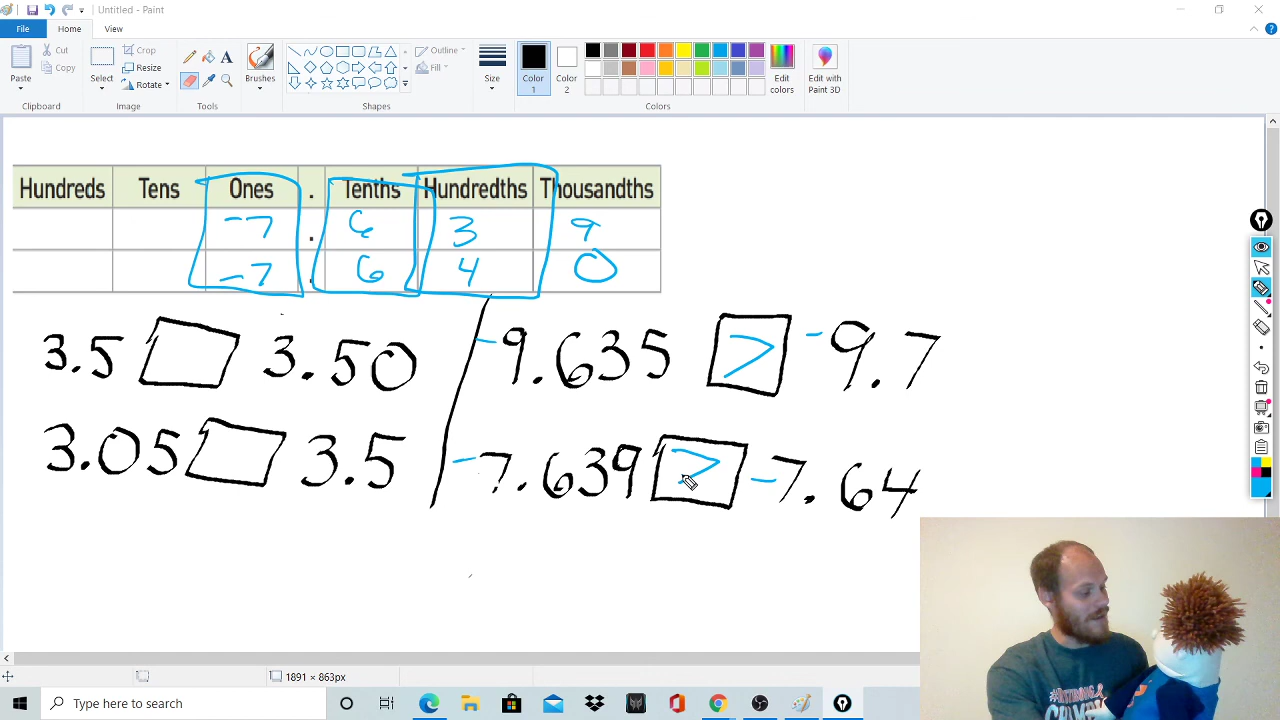 Untitled - Paint
File Home View
Paste
Cut
Copy
Clipboard
Select
Crop
Resize
Rotate
Image
A
Tools
Brushes
Outline
Fill
Shapes
Size
Color 1
Color 2
Edit colors
Edit with Paint 3D
Colors
Hundreds Tens Ones . Tenths Hundredths Thousandths
-7 . 6 3 9
-7 . 6 4 0
3.5 3.50
-9.635 > -9.7
3.05 3.5
-7.639 > -7.64
1891 × 863px
Type here to search